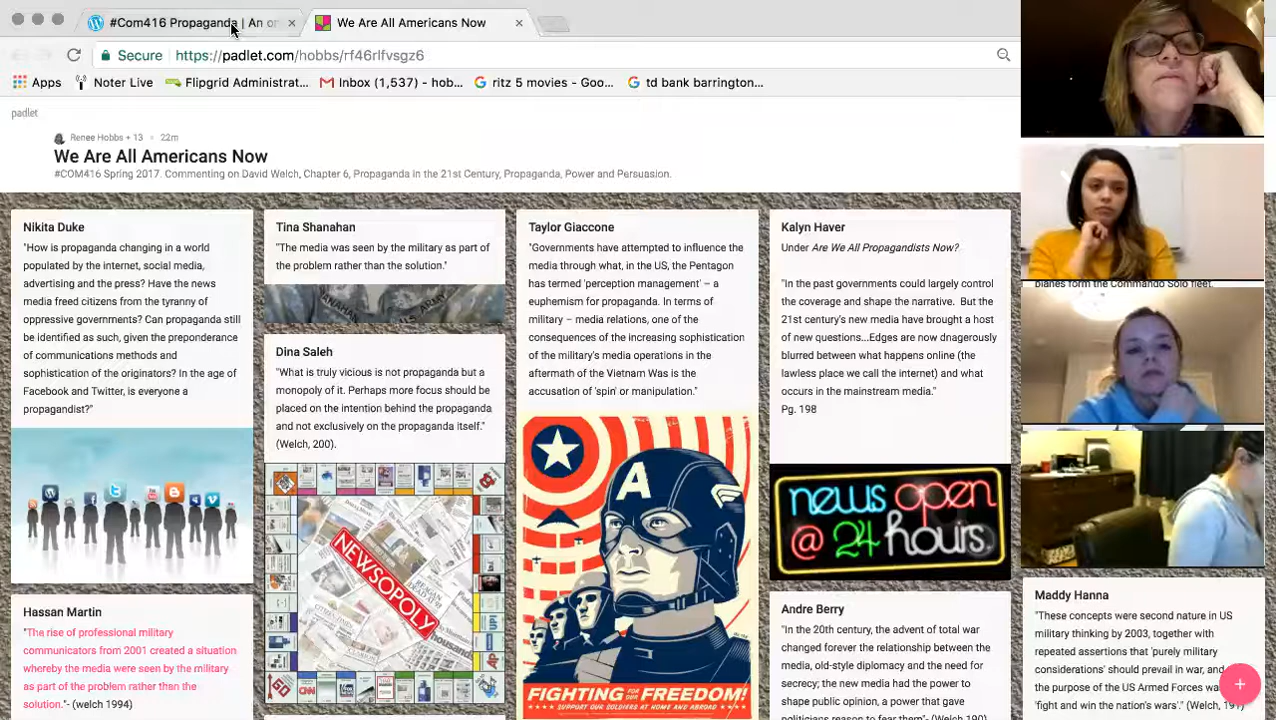 #Com416 Propaganda | An on
We Are All Americans Now
Secure https://padlet.com/hobbs/rf46rlfvsgz6
Apps Noter Live Flipgrid Administrat... Inbox (1,537) - hob... ritz 5 movies - Goo... td bank barrington...
padlet
Renee Hobbs + 13 22m
We Are All Americans Now
#COM416 Spring 2017. Commenting on David Welch, Chapter 6, Propaganda in the 21st Century, Propaganda, Power and Persuasion.
Nikita Duke
"How is propaganda changing in a world
populated by the internet, social media,
advertising and the press? Have the news
media freed citizens from the tyranny of
oppressive governments? Can propaganda still
be identified as such, given the preponderance
of communications methods and
sophistication of the originators? In the age of
Facebook and Twitter, is everyone a
propagandist?"
Hassan Martin
"The rise of professional military
communicators from 2001 created a situation
whereby the media were seen by the military
as part of the problem rather than the
solution."- (welch 1994)
Tina Shanahan
"The media was seen by the military as part of
the problem rather than the solution."
Dina Saleh
"What is truly vicious is not propaganda but a
monopoly of it. Perhaps more focus should be
placed on the intention behind the propaganda
and not exclusively on the propaganda itself."
(Welch, 200).
NEWSOPOLY
CNN
Taylor Giaccone
"Governments have attempted to influence the
media through what, in the US, the Pentagon
has termed 'perception management' – a
euphemism for propaganda. In terms of
military – media relations, one of the
consequences of the increasing sophistication
of the military's media operations in the
aftermath of the Vietnam Was is the
accusation of 'spin' or manipulation."
A
FIGHTING FOR OUR FREEDOM!
SUPPORT OUR SOLDIERS AT HOME AND ABROAD
Kalyn Haver
Under Are We All Propagandists Now?
"In the past governments could largely control
the coverage and shape the narrative. But the
21st century's new media have brought a host
of new questions...Edges are now dnagerously
blurred between what happens online (the
lawless place we call the internet) and what
occurs in the mainstream media."
Pg. 198
news open
@ 24 hours
Andre Berry
"In the 20th century, the advent of total war
changed forever the relationship between the
media, old-style diplomacy and the need for
secrecy; the new media had the power to
shape public opinion, a power that gave
politicians reason to fear them"- (Welch 190)
planes form the Commando Solo fleet.
Maddy Hanna
"These concepts were second nature in US
military thinking by 2003, together with
repeated assertions that 'purely military
considerations' should prevail in war, and
the purpose of the US Armed Forces wa
'fight and win the nation's wars'." (Welch, 191)